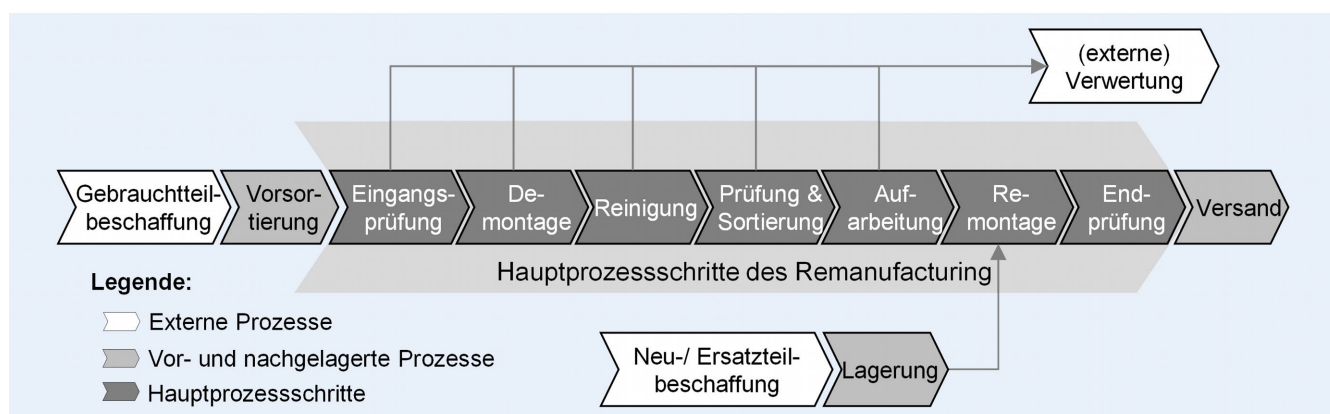 (externe)
Verwertung
Gebrauchtteil-
beschaffung
Vorsor-
tierung
Eingangs-
prüfung
De-
montage
Reinigung
Prüfung &
Sortierung
Auf-
arbeitung
Re-
montage
End-
prüfung
Versand
Hauptprozessschritte des Remanufacturing
Legende:
Externe Prozesse
Vor- und nachgelagerte Prozesse
Hauptprozessschritte
Neu-/ Ersatzteil-
beschaffung
Lagerung